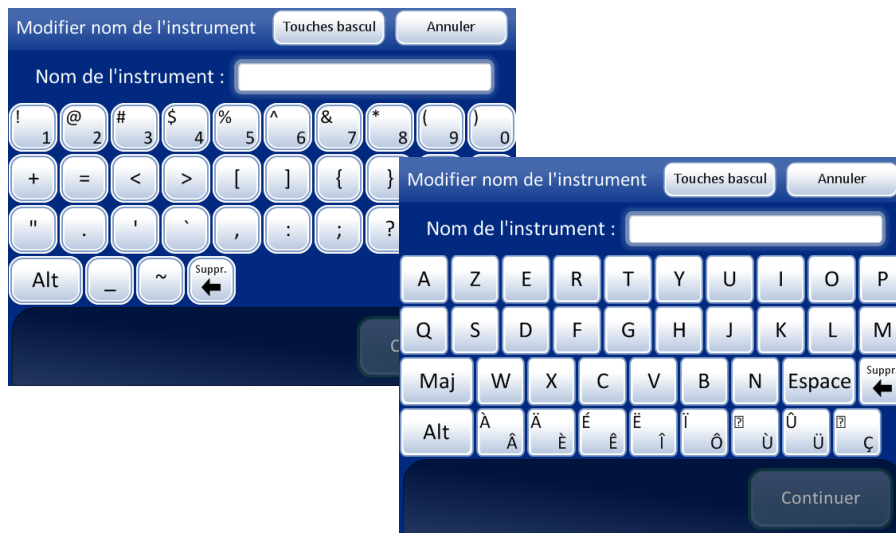 Modifier nom de l'instrument Touches bascul Annuler
Nom de l'instrument :
! 1 @ 2 # 3 $ 4 % 5 ^ 6 & 7 * 8 ( 9 ) 0
+ = < > [ ] { }
" . ' ` , : ; ?
Alt _ ~ Suppr.
C
Modifier nom de l'instrument Touches bascul Annuler
Nom de l'instrument :
A Z E R T Y U I O P
Q S D F G H J K L M
Maj W X C V B N Espace Suppr
Alt À Â Ä È É Ê Ë Î Ï Ô Ù Û Ü Ç
Continuer